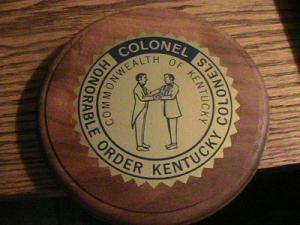 COLONEL
HONORABLE ORDER KENTUCKY COLONELS
COMMONWEALTH OF KENTUCKY